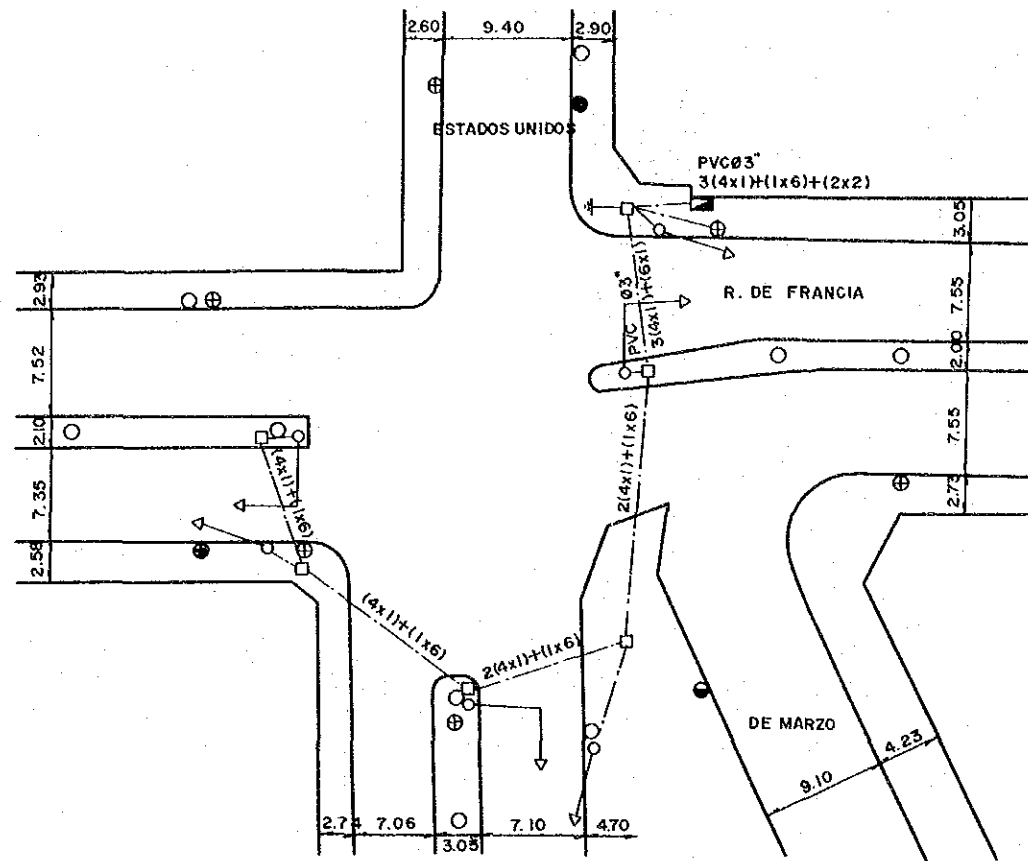 2.60 9.40 2.90
ESTADOS UNIDOS
PVCØ3"
3(4x1)+(1x6)+(2x2)
3.05
2.93
R. DE FRANCIA
7.55
PVC Ø3"
3(4x1)+(6x1)
7.52
2.00
2.10
7.55
(4x1)+(1x6)
2(4x1)+(1x6)
7.35
2.73
2.58
(4x1)+(1x6)
2(4x1)+(1x6)
DE MARZO
4.23
9.10
2.74 7.06 3.05 7.10 4.70